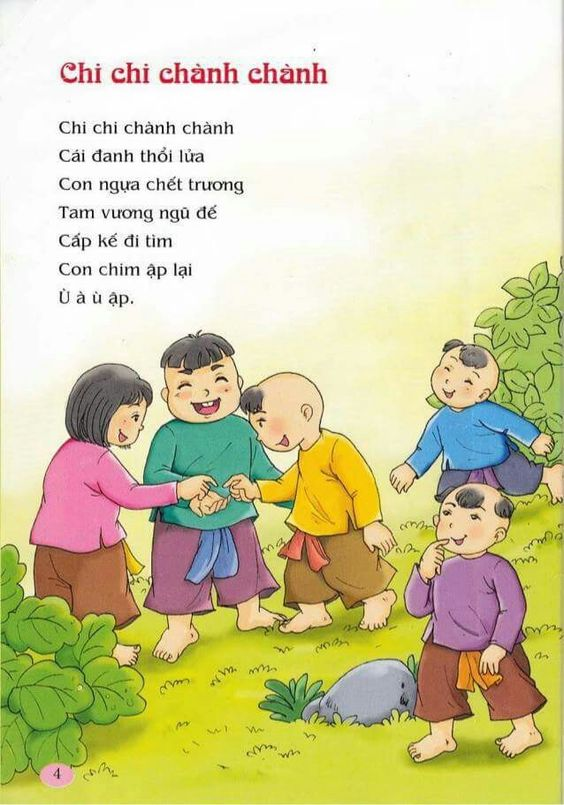 Chi chi chành chành
Chi chi chành chành
Cái đanh thổi lửa
Con ngựa chết trương
Tam vương ngũ đế
Cấp kế đi tìm
Con chim ập lại
Ù à ù ập.
4